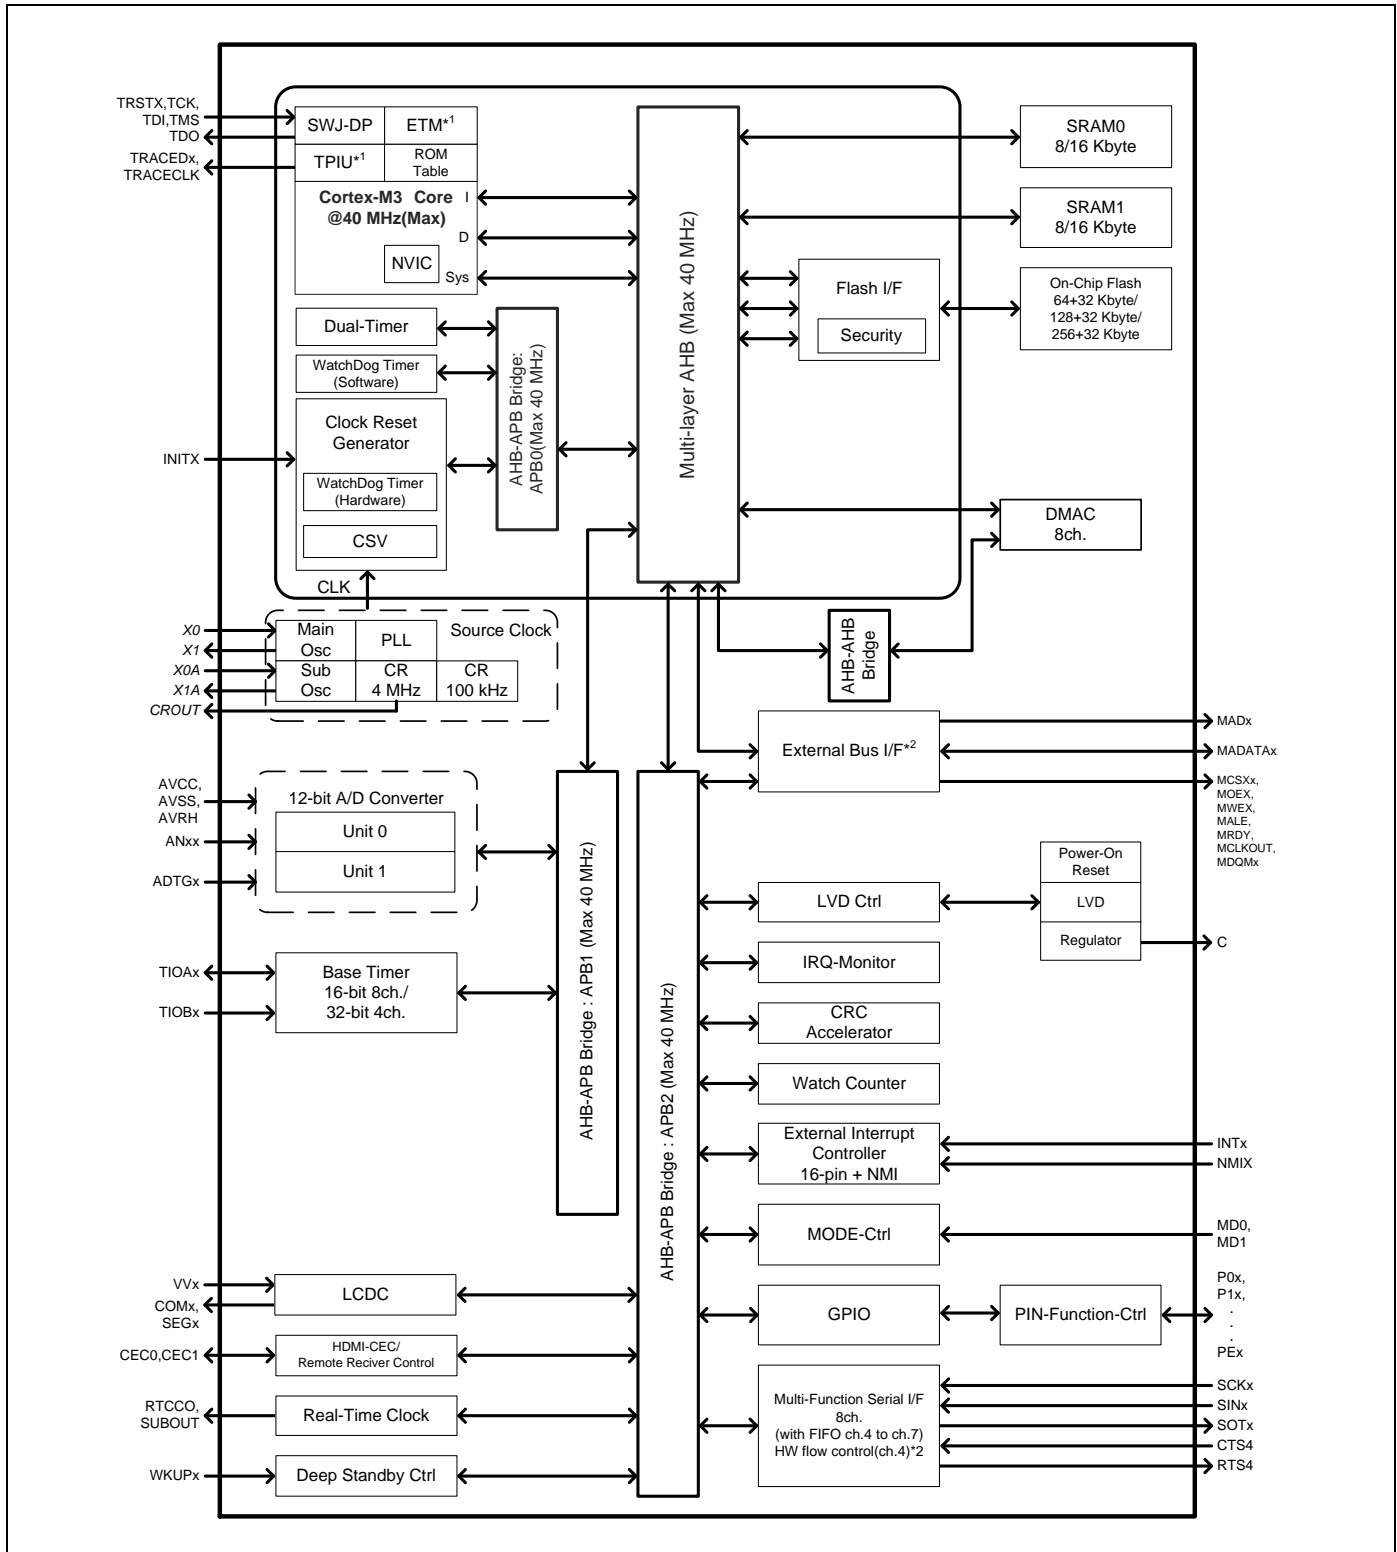 TRSTX,TCK,
TDI,TMS
TDO
TRACEDx,
TRACECLK
SWJ-DP
ETM*1
TPIU*1
ROM
Table
Cortex-M3 Core
@40 MHz(Max)
I
D
Sys
NVIC
Dual-Timer
WatchDog Timer
(Software)
Clock Reset
Generator
WatchDog Timer
(Hardware)
CSV
INITX
CLK
AHB-APB Bridge:
APB0(Max 40 MHz)
Multi-layer AHB (Max 40 MHz)
Flash I/F
Security
SRAM0
8/16 Kbyte
SRAM1
8/16 Kbyte
On-Chip Flash
64+32 Kbyte/
128+32 Kbyte/
256+32 Kbyte
DMAC
8ch.
AHB-AHB
Bridge
X0
X1
X0A
X1A
CROUT
Main
Osc
PLL
Source Clock
Sub
Osc
CR
4 MHz
CR
100 kHz
External Bus I/F*2
MADx
MADATAx
MCSXx,
MOEX,
MWEX,
MALE,
MRDY,
MCLKOUT,
MDQMx
AVCC,
AVSS,
AVRH
ANxx
ADTGx
12-bit A/D Converter
Unit 0
Unit 1
TIOAx
TIOBx
Base Timer
16-bit 8ch./
32-bit 4ch.
AHB-APB Bridge : APB1 (Max 40 MHz)
AHB-APB Bridge : APB2 (Max 40 MHz)
LVD Ctrl
Power-On
Reset
LVD
Regulator
C
IRQ-Monitor
CRC
Accelerator
Watch Counter
External Interrupt
Controller
16-pin + NMI
INTx
NMIX
MODE-Ctrl
MD0,
MD1
GPIO
PIN-Function-Ctrl
P0x,
P1x,
.
.
.
PEx
VVx
COMx,
SEGx
LCDC
CEC0,CEC1
HDMI-CEC/
Remote Reciver Control
RTCCO,
SUBOUT
Real-Time Clock
WKUPx
Deep Standby Ctrl
Multi-Function Serial I/F
8ch.
(with FIFO ch.4 to ch.7)
HW flow control(ch.4)*2
SCKx
SINx
SOTx
CTS4
RTS4